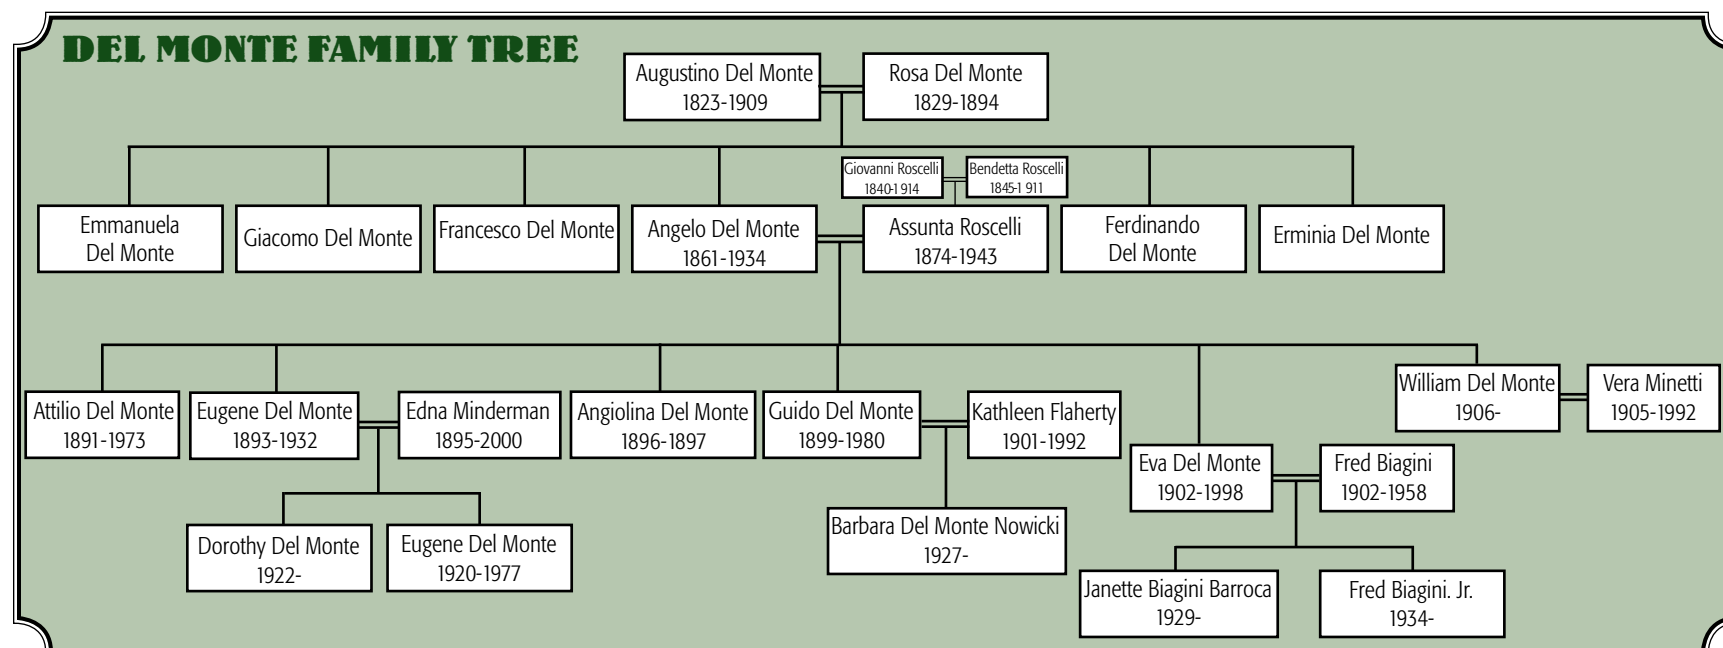 DEL MONTE FAMILY TREE
Augustino Del Monte
1823-1909
Rosa Del Monte
1829-1894
Giovanni Roscelli
1840-1 914
Bendetta Roscelli
1845-1 911
Emmanuela
Del Monte
Giacomo Del Monte
Francesco Del Monte
Angelo Del Monte
1861-1934
Assunta Roscelli
1874-1943
Ferdinando
Del Monte
Erminia Del Monte
Attilio Del Monte
1891-1973
Eugene Del Monte
1893-1932
Edna Minderman
1895-2000
Angiolina Del Monte
1896-1897
Guido Del Monte
1899-1980
Kathleen Flaherty
1901-1992
William Del Monte
1906-
Vera Minetti
1905-1992
Eva Del Monte
1902-1998
Fred Biagini
1902-1958
Dorothy Del Monte
1922-
Eugene Del Monte
1920-1977
Barbara Del Monte Nowicki
1927-
Janette Biagini Barroca
1929-
Fred Biagini. Jr.
1934-